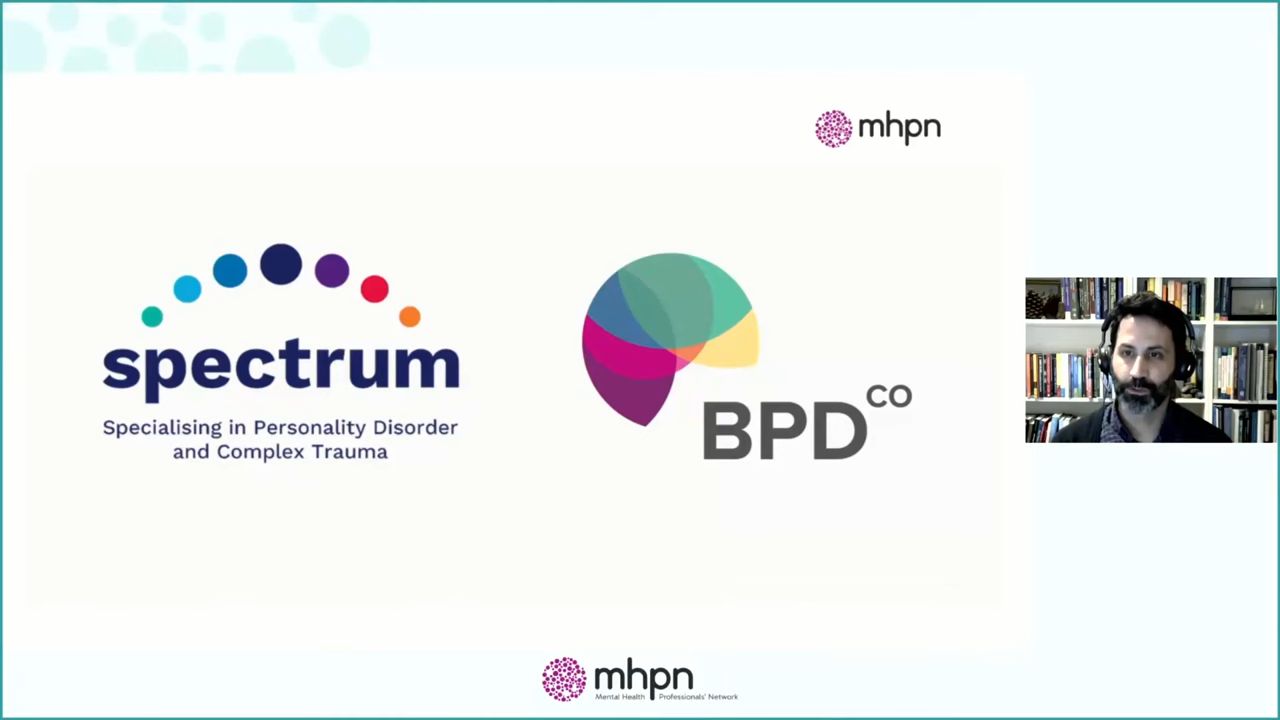 mhpn
spectrum
Specialising in Personality Disorder
and Complex Trauma
BPD CO
mhpn
Mental Health Professionals' Network